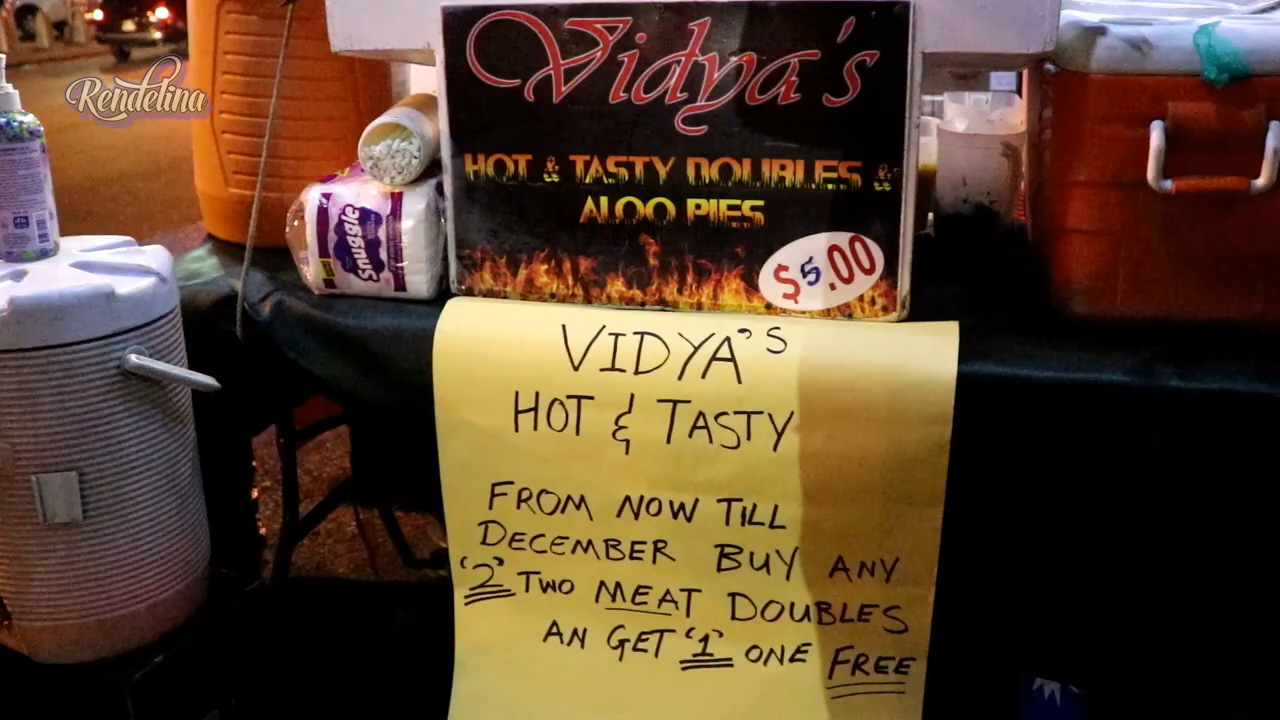 Rendelina
Vidya's
HOT & TASTY DOUBLES &
ALOO PIES
$5.00
Snuggle
VIDYA'S
HOT & TASTY
FROM NOW TILL
DECEMBER BUY ANY
'2' TWO MEAT DOUBLES
AN GET '1' ONE FREE